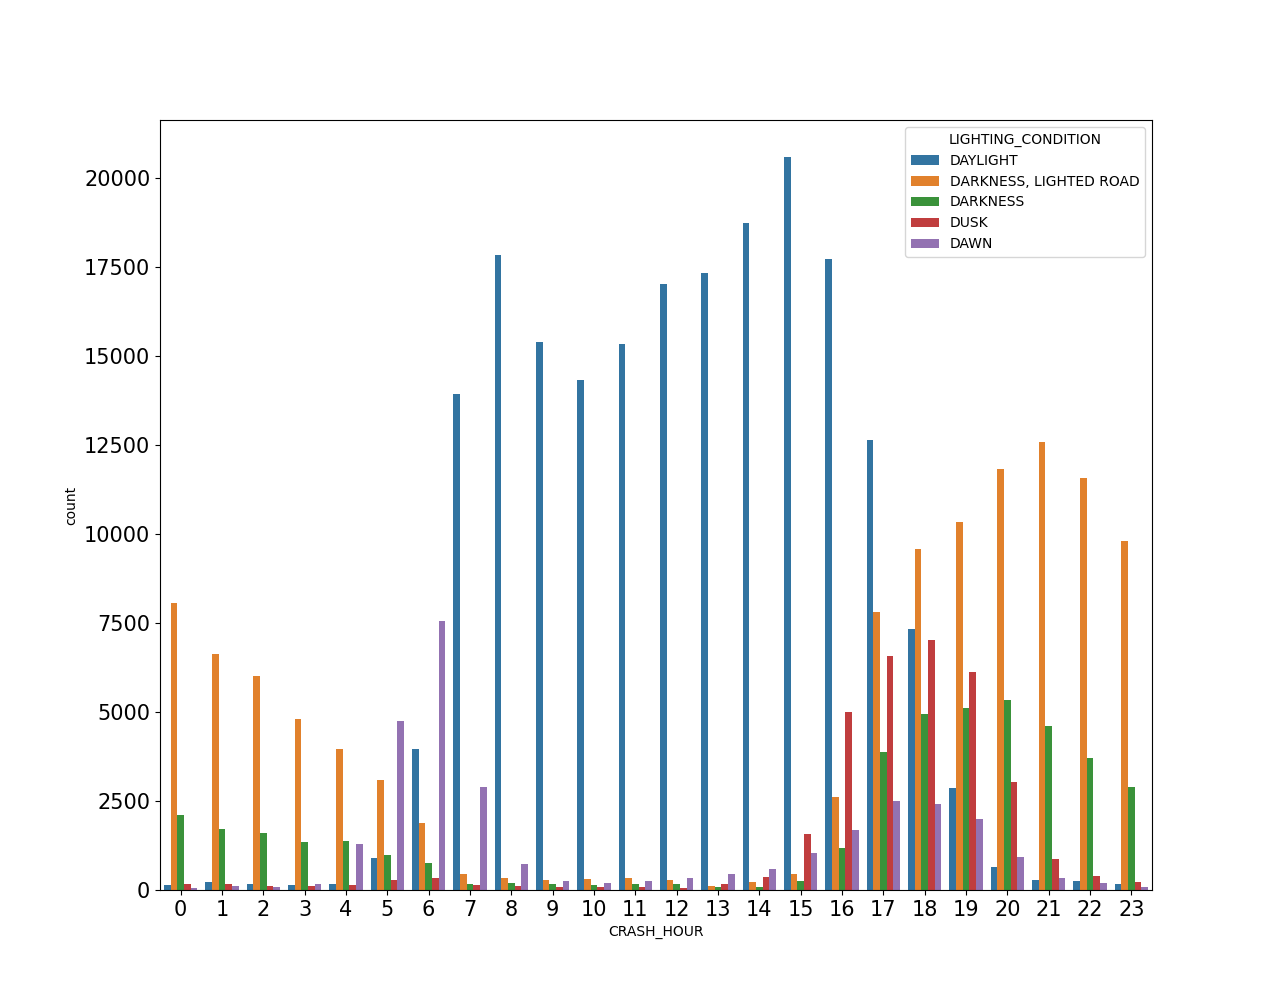 LIGHTING_CONDITION
DAYLIGHT
DARKNESS, LIGHTED ROAD
DARKNESS
DUSK
DAWN
20000
17500
15000
12500
10000
7500
5000
2500
0
count
0 1 2 3 4 5 6 7 8 9 10 11 12 13 14 15 16 17 18 19 20 21 22 23
CRASH_HOUR